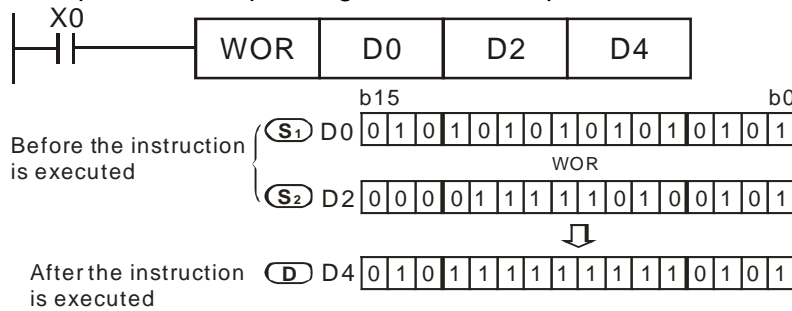 X0
WOR D0 D2 D4
b15 b0
Before the instruction is executed
S1 D0 0 1 0 1 0 1 0 1 0 1 0 1 0 1 0 1
WOR
S2 D2 0 0 0 0 1 1 1 1 1 0 1 0 0 1 0 1
After the instruction is executed
D D4 0 1 0 1 1 1 1 1 1 1 1 1 0 1 0 1